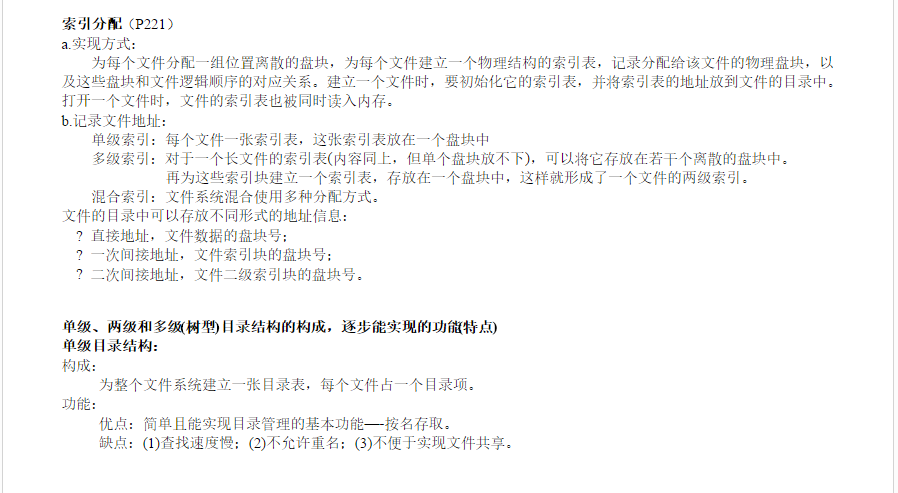 索引分配（P221）
a.实现方式：
为每个文件分配一组位置离散的盘块，为每个文件建立一个物理结构的索引表，记录分配给该文件的物理盘块，以
及这些盘块和文件逻辑顺序的对应关系。建立一个文件时，要初始化它的索引表，并将索引表的地址放到文件的目录中。
打开一个文件时，文件的索引表也被同时读入内存。
b.记录文件地址：
单级索引：每个文件一张索引表，这张索引表放在一个盘块中
多级索引：对于一个长文件的索引表(内容同上，但单个盘块放不下)，可以将它存放在若干个离散的盘块中。
再为这些索引块建立一个索引表，存放在一个盘块中，这样就形成了一个文件的两级索引。
混合索引：文件系统混合使用多种分配方式。
文件的目录中可以存放不同形式的地址信息：
? 直接地址，文件数据的盘块号；
? 一次间接地址，文件索引块的盘块号；
? 二次间接地址，文件二级索引块的盘块号。
单级、两级和多级(树型)目录结构的构成，逐步能实现的功能(特点)
单级目录结构：
构成：
为整个文件系统建立一张目录表，每个文件占一个目录项。
功能：
优点：简单且能实现目录管理的基本功能──按名存取。
缺点：(1)查找速度慢；(2)不允许重名；(3)不便于实现文件共享。